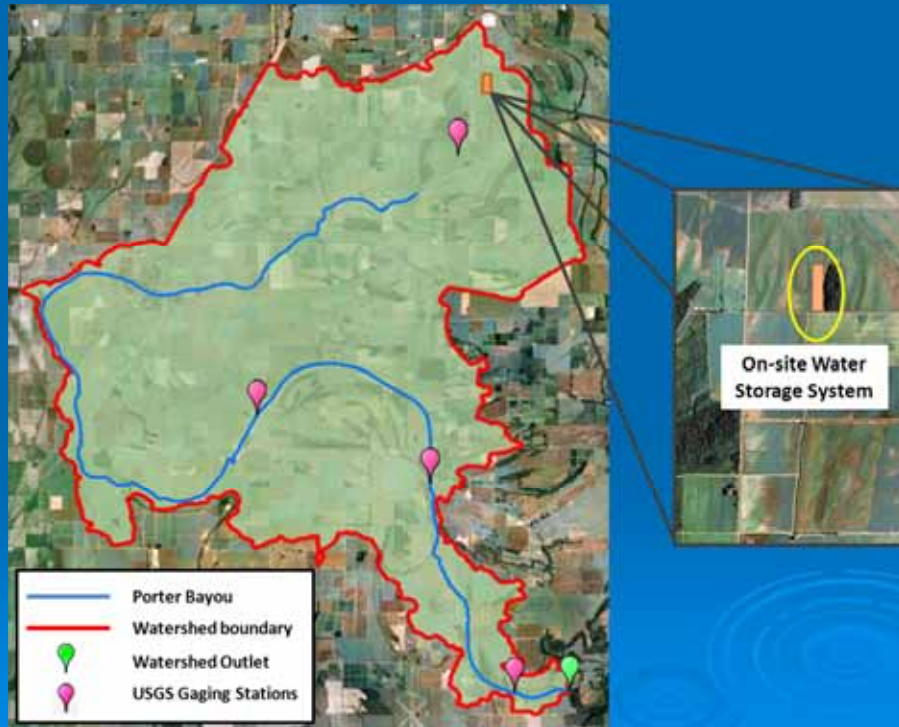 On-site Water
Storage System
Porter Bayou
Watershed boundary
Watershed Outlet
USGS Gaging Stations